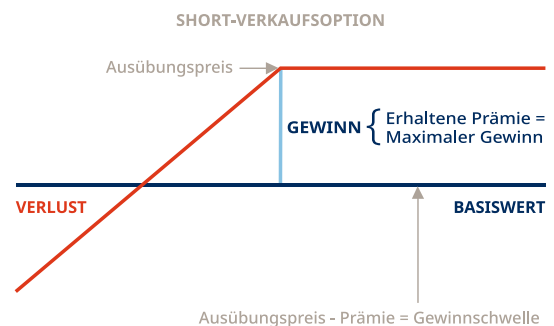 SHORT-VERKAUFSOPTION
Ausübungspreis
GEWINN
Erhaltene Prämie =
Maximaler Gewinn
VERLUST
BASISWERT
Ausübungspreis - Prämie = Gewinnschwelle